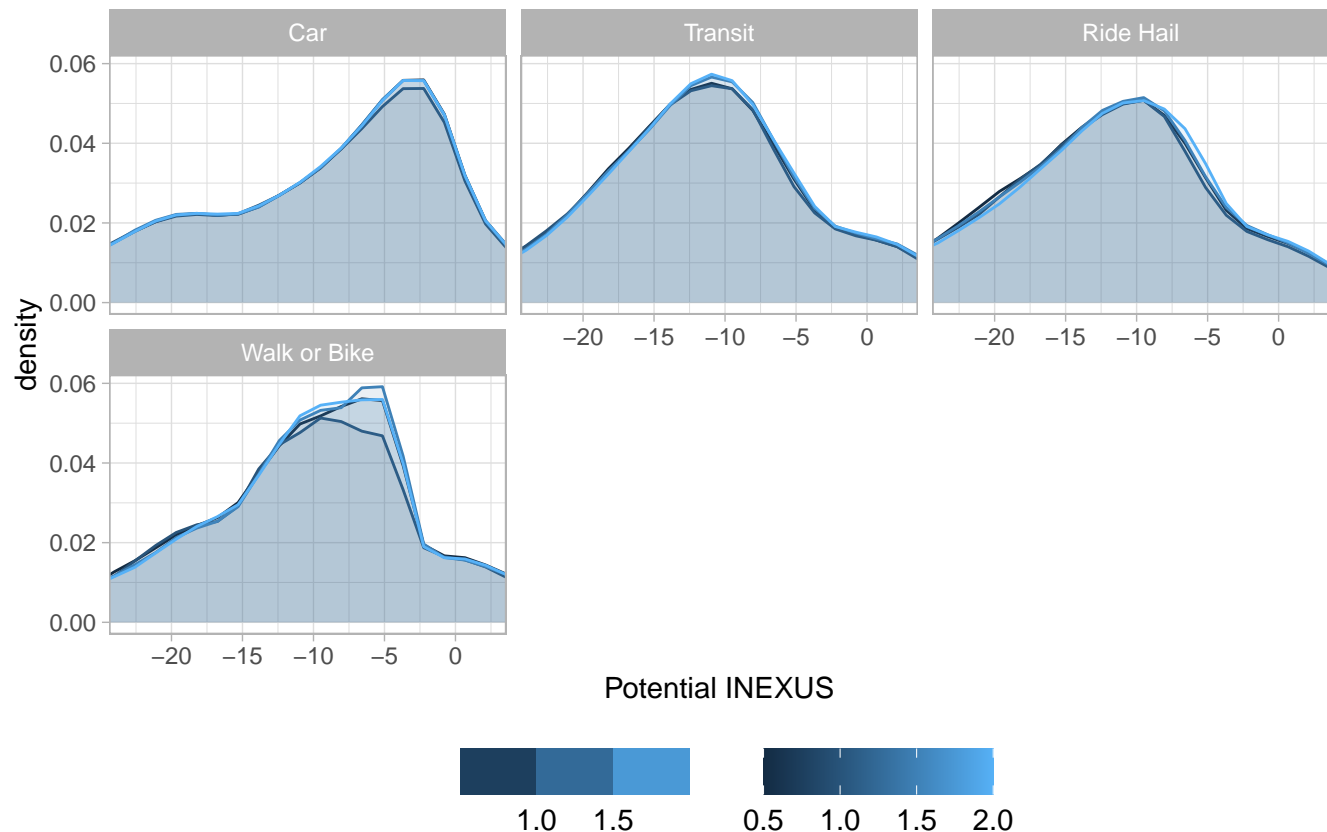 Car Transit Ride Hail
0.06
0.04
0.02
0.00
−20 −15 −10 −5 0 −20 −15 −10 −5 0
Walk or Bike
density
0.06
0.04
0.02
0.00
−20 −15 −10 −5 0
Potential INEXUS
1.0 1.5 0.5 1.0 1.5 2.0